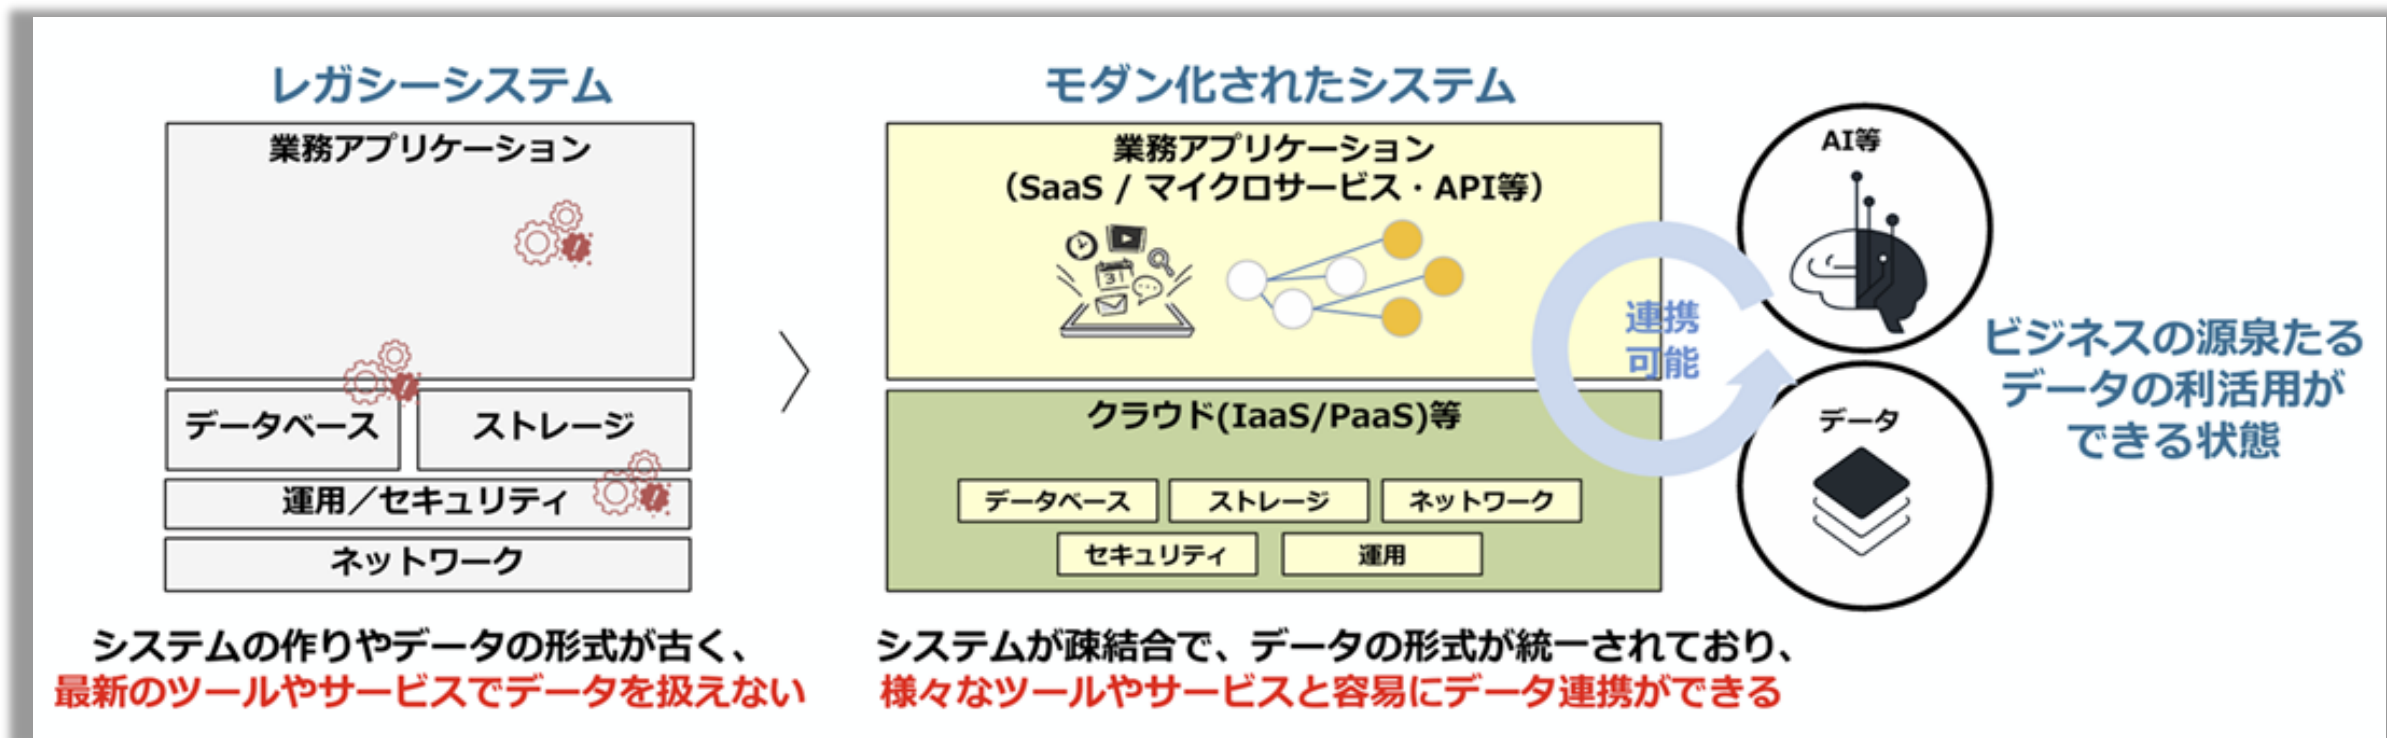 レガシーシステム
業務アプリケーション
データベース
ストレージ
運用／セキュリティ
ネットワーク
システムの作りやデータの形式が古く、
最新のツールやサービスでデータを扱えない
モダン化されたシステム
業務アプリケーション
（SaaS / マイクロサービス・API等）
31
クラウド(IaaS/PaaS)等
データベース
ストレージ
ネットワーク
セキュリティ
運用
システムが疎結合で、データの形式が統一されており、
様々なツールやサービスと容易にデータ連携ができる
連携
可能
AI等
データ
ビジネスの源泉たる
データの利活用が
できる状態